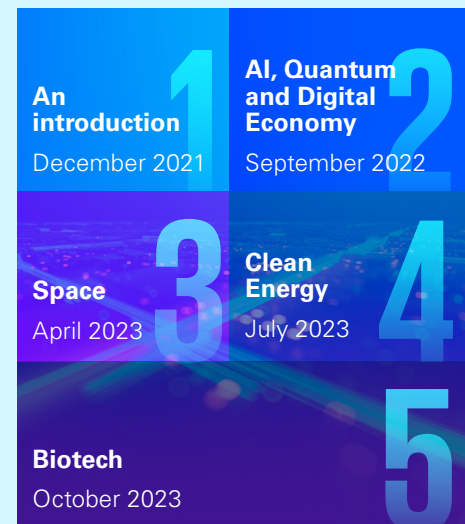 1
An
introduction
December 2021
2
AI, Quantum
and Digital
Economy
September 2022
3
Space
April 2023
4
Clean
Energy
July 2023
5
Biotech
October 2023